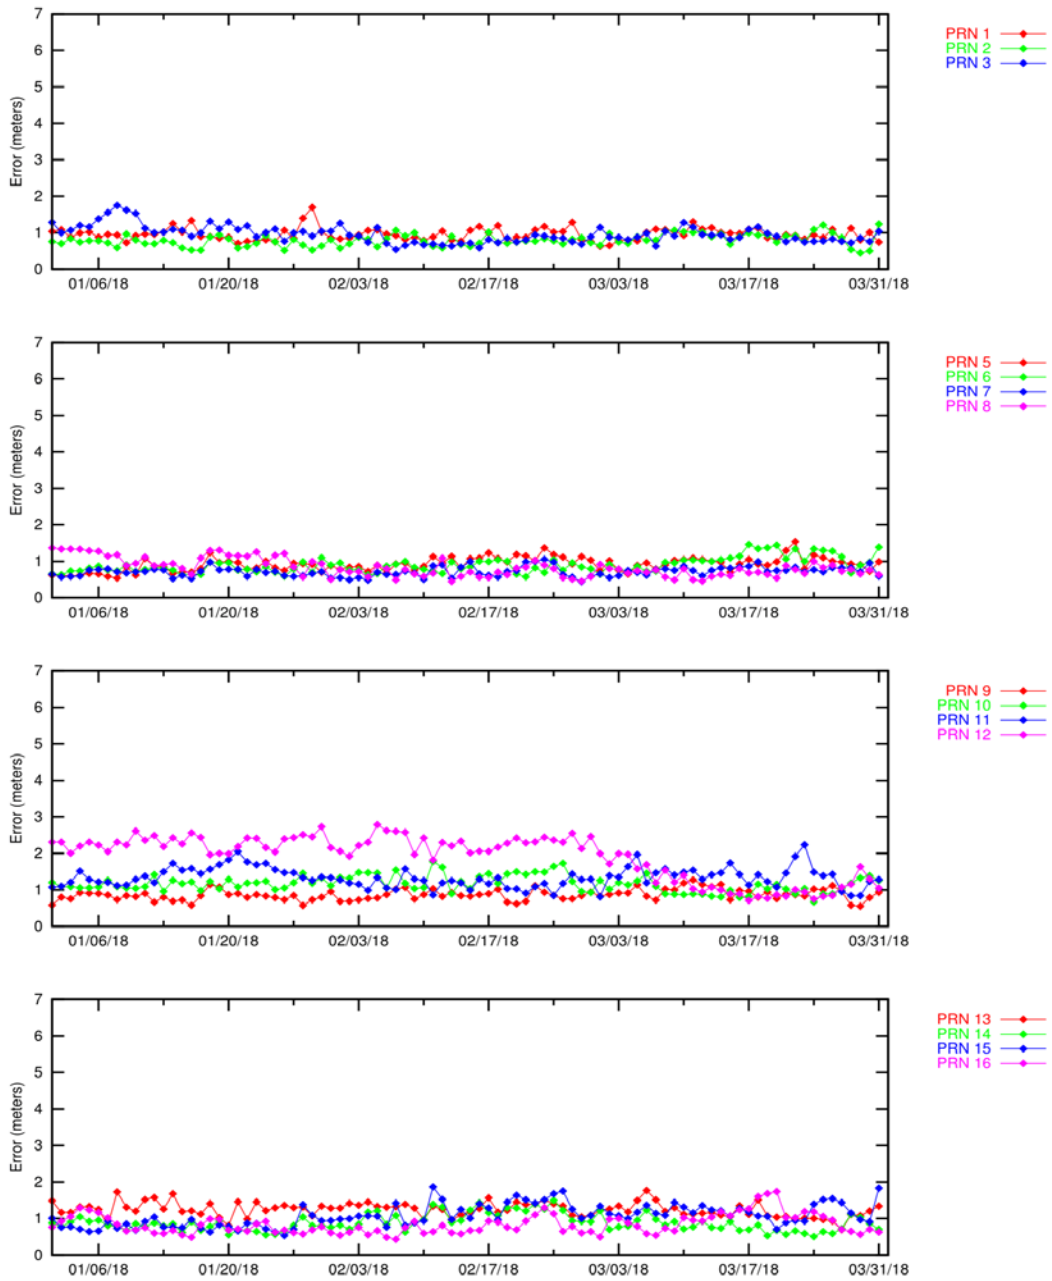 7
6
5
4
3
2
1
0
Error (meters)
01/06/18 01/20/18 02/03/18 02/17/18 03/03/18 03/17/18 03/31/18
PRN 1
PRN 2
PRN 3
7
6
5
4
3
2
1
0
Error (meters)
01/06/18 01/20/18 02/03/18 02/17/18 03/03/18 03/17/18 03/31/18
PRN 5
PRN 6
PRN 7
PRN 8
7
6
5
4
3
2
1
0
Error (meters)
01/06/18 01/20/18 02/03/18 02/17/18 03/03/18 03/17/18 03/31/18
PRN 9
PRN 10
PRN 11
PRN 12
7
6
5
4
3
2
1
0
Error (meters)
01/06/18 01/20/18 02/03/18 02/17/18 03/03/18 03/17/18 03/31/18
PRN 13
PRN 14
PRN 15
PRN 16